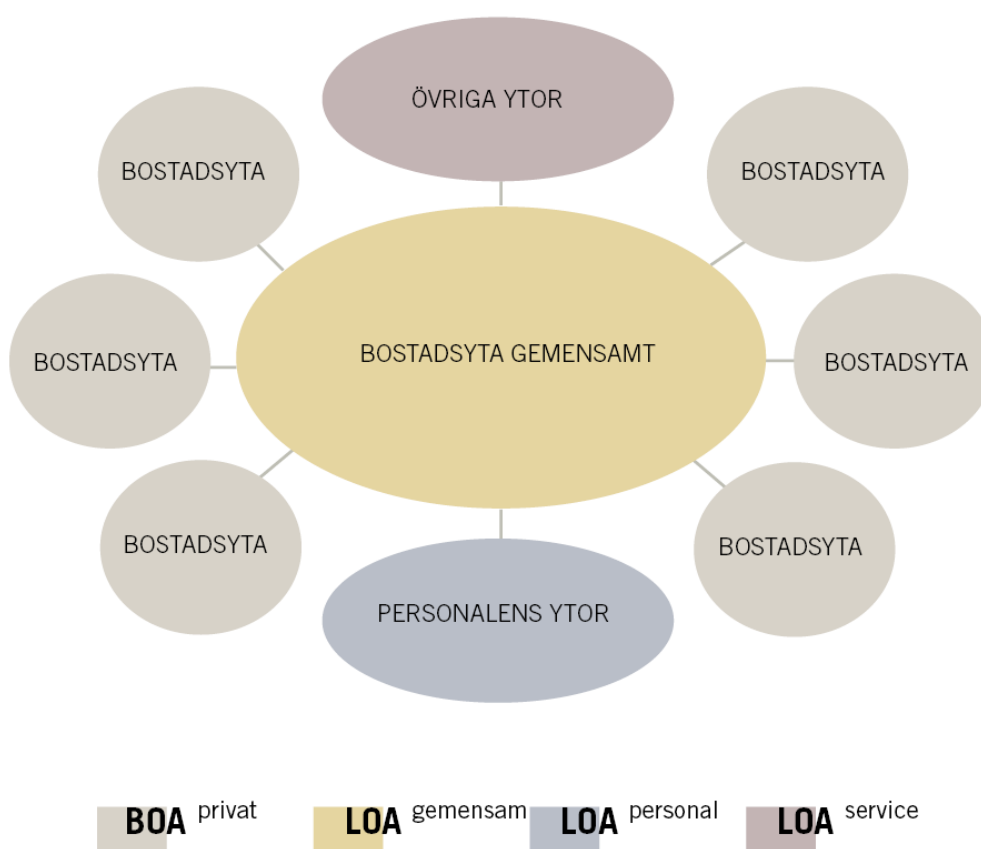 ÖVRIGA YTOR
BOSTADSYTA
BOSTADSYTA
BOSTADSYTA GEMENSAMT
BOSTADSYTA
BOSTADSYTA
BOSTADSYTA
BOSTADSYTA
PERSONALENS YTOR
BOA privat
LOA gemensam
LOA personal
LOA service